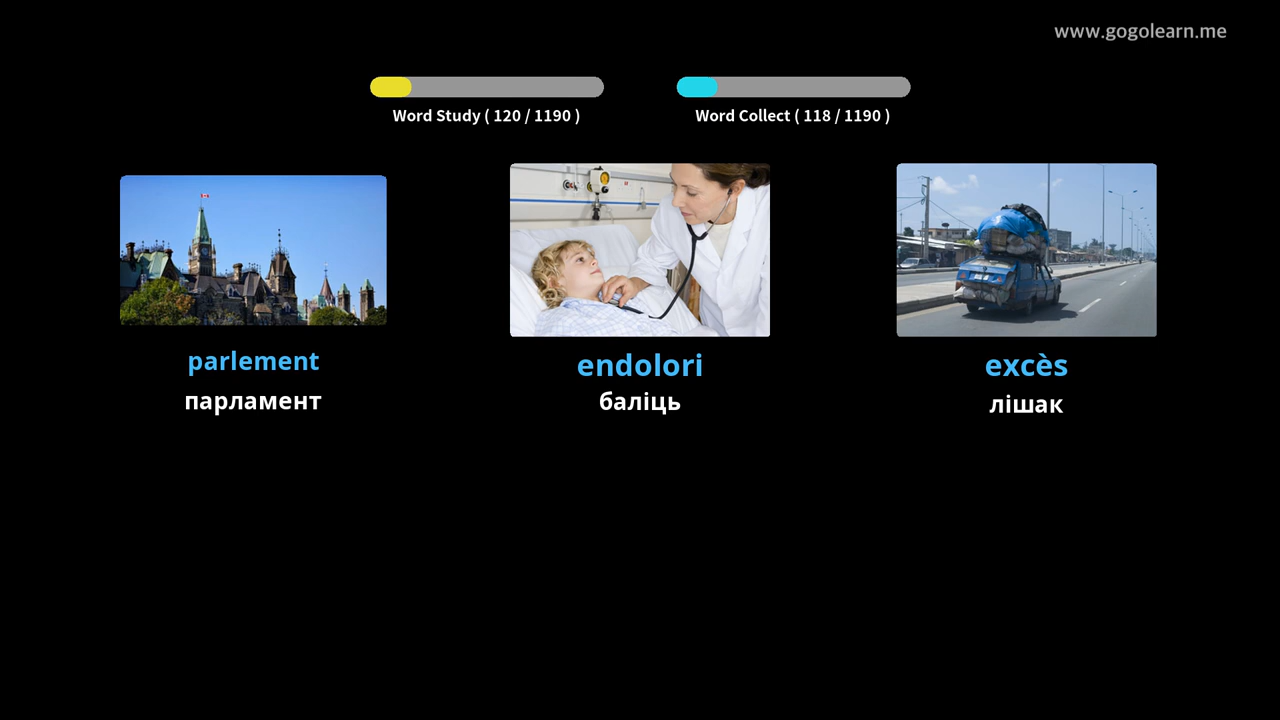 www.gogolearn.me
Word Study ( 120 / 1190 )
Word Collect ( 118 / 1190 )
parlement
парламент
endolori
баліць
excès
лішак